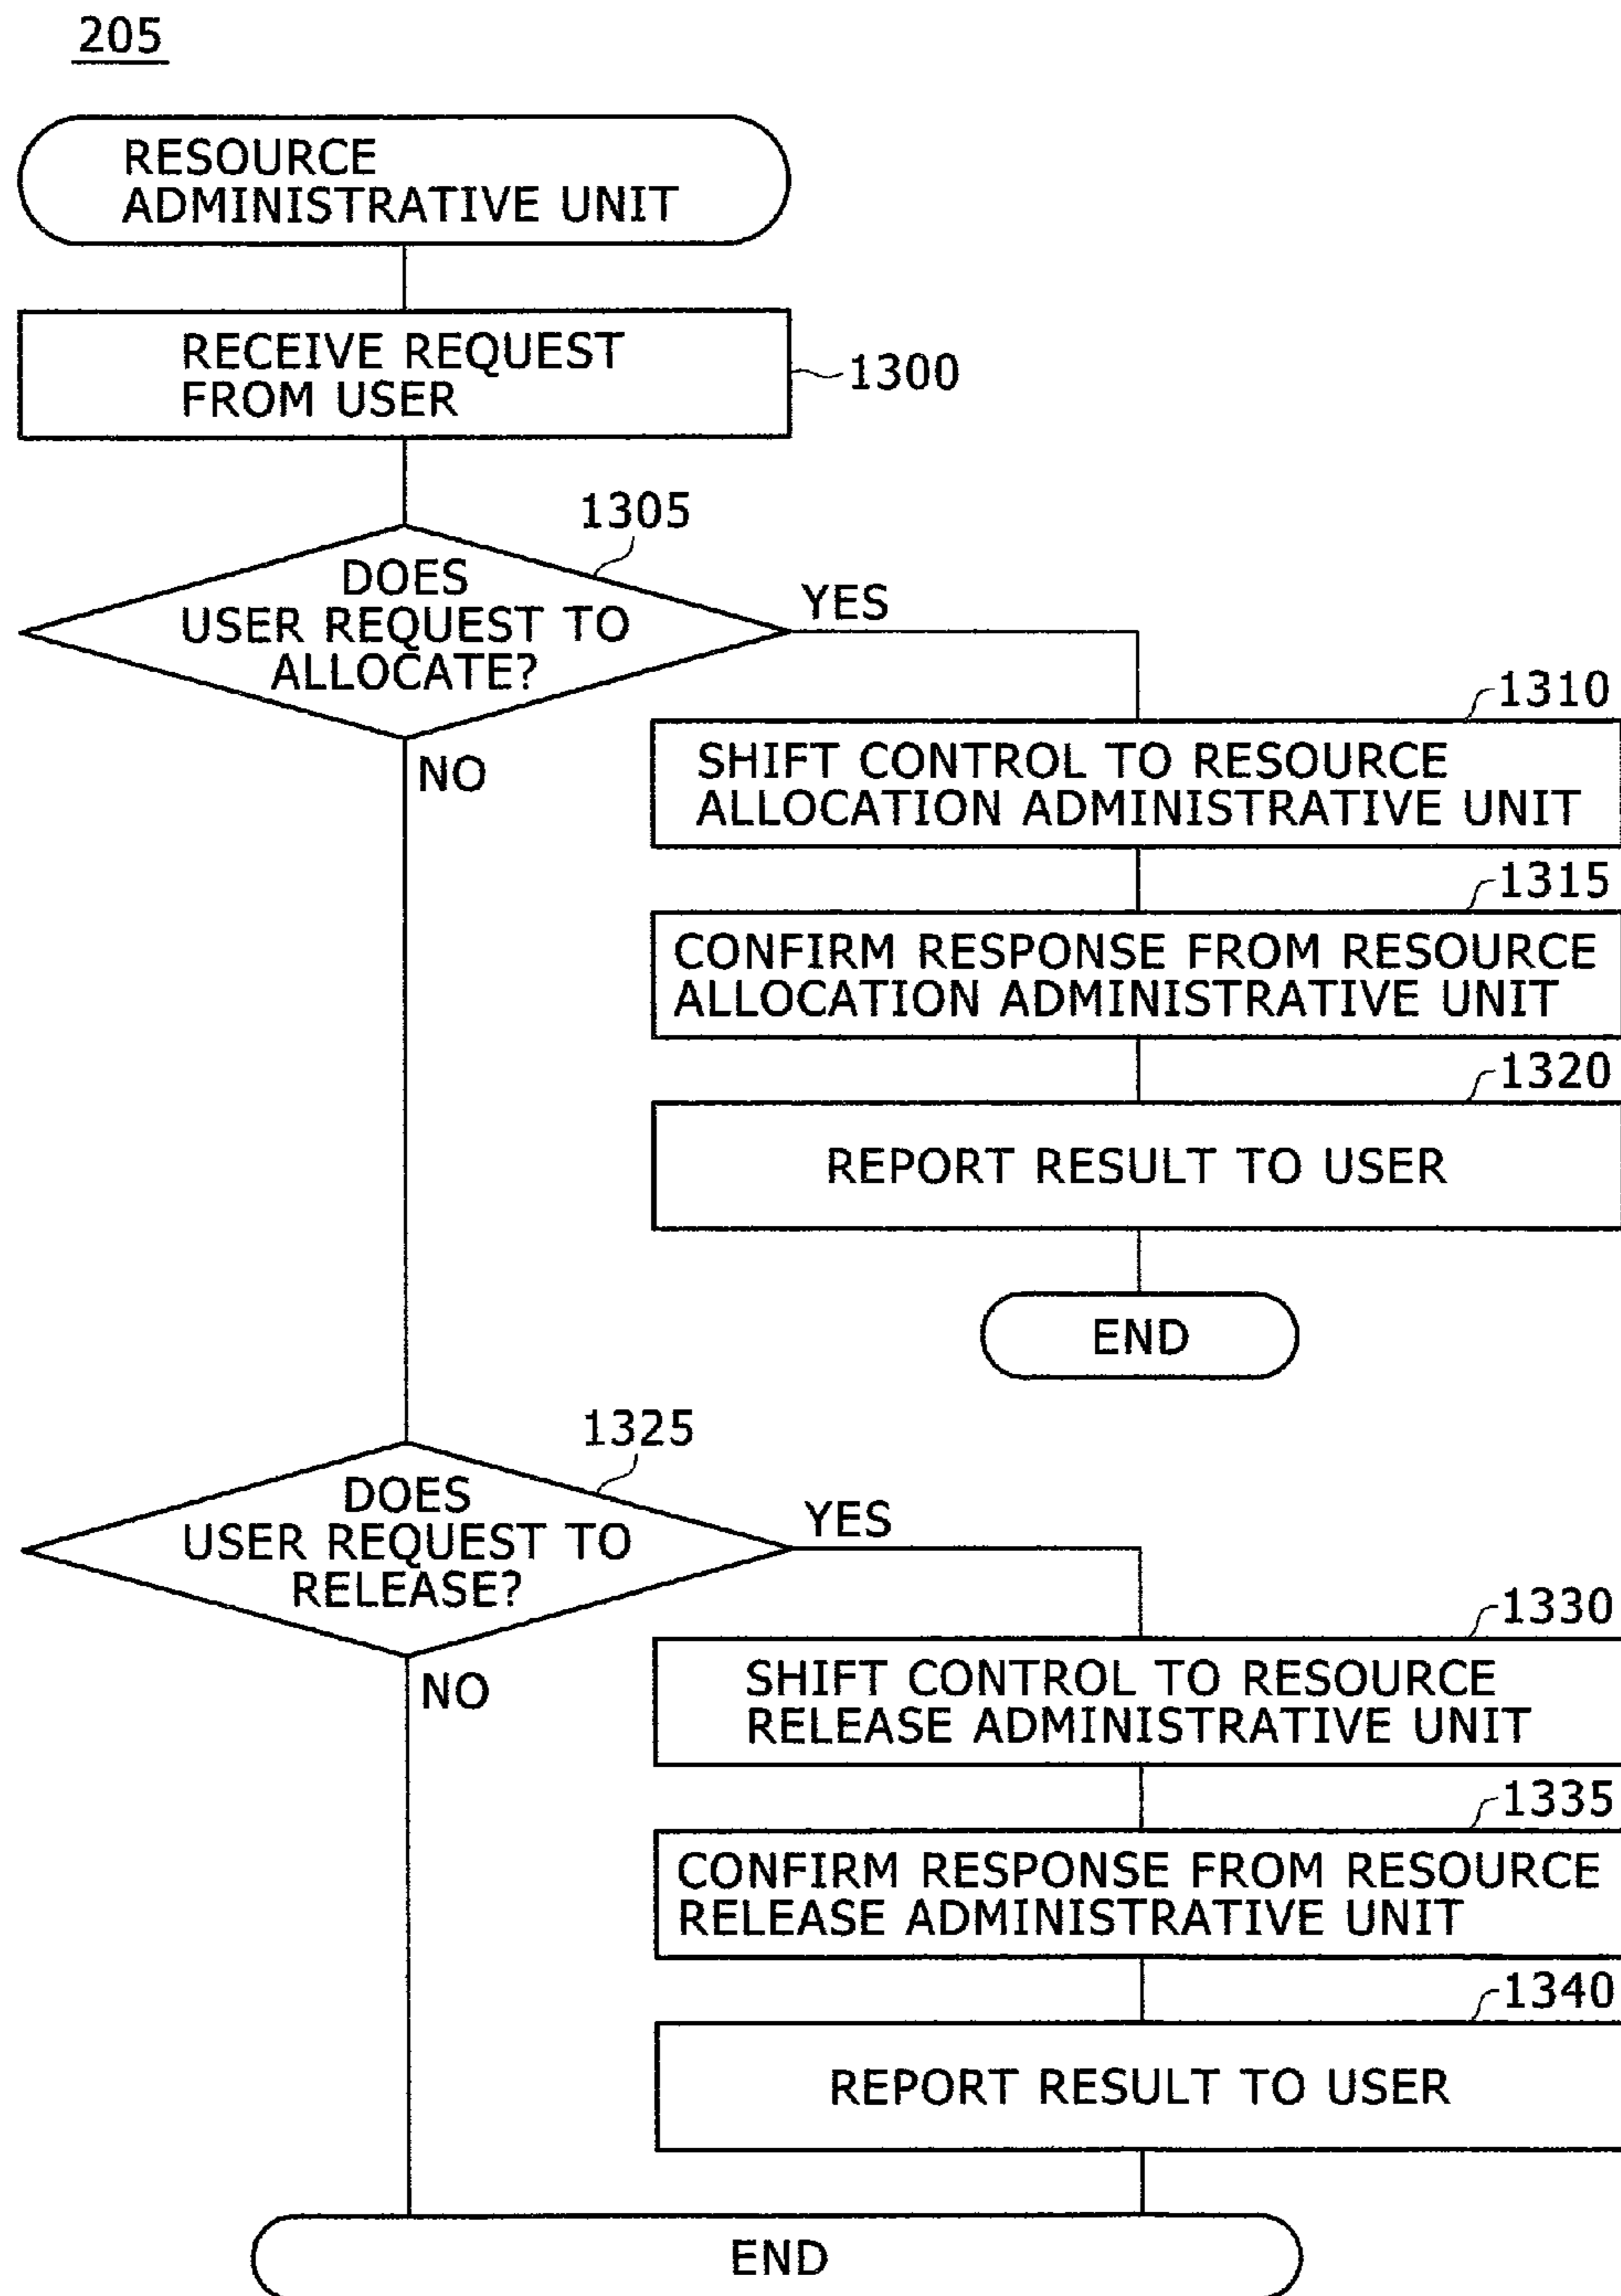 205
RESOURCE
ADMINISTRATIVE UNIT
RECEIVE REQUEST
FROM USER
1300
1305
DOES
USER REQUEST TO
ALLOCATE?
YES
NO
1310
SHIFT CONTROL TO RESOURCE
ALLOCATION ADMINISTRATIVE UNIT
1315
CONFIRM RESPONSE FROM RESOURCE
ALLOCATION ADMINISTRATIVE UNIT
1320
REPORT RESULT TO USER
END
1325
DOES
USER REQUEST TO
RELEASE?
YES
NO
1330
SHIFT CONTROL TO RESOURCE
RELEASE ADMINISTRATIVE UNIT
1335
CONFIRM RESPONSE FROM RESOURCE
RELEASE ADMINISTRATIVE UNIT
1340
REPORT RESULT TO USER
END